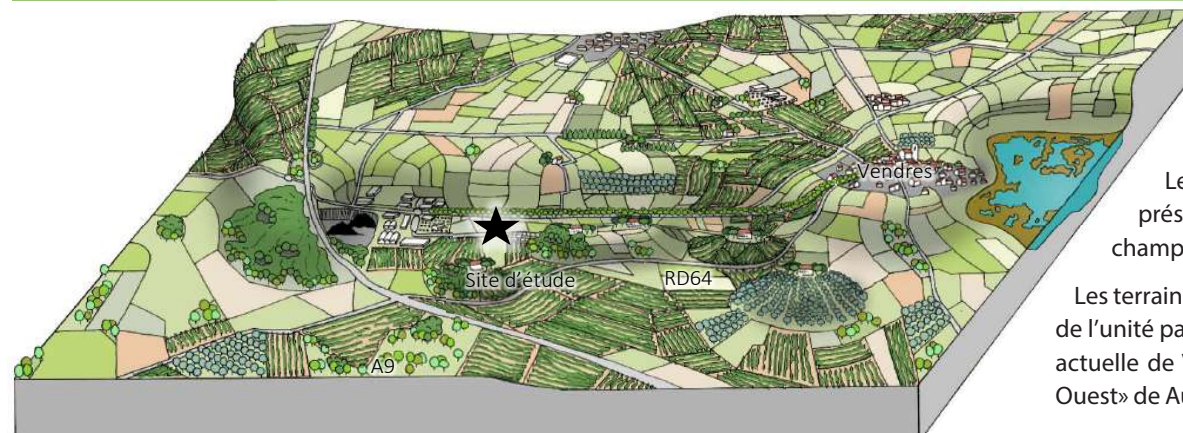 Vendres
Site d'étude
RD64
A9
Le
prés
champ
Les terrain
de l'unité pa
actuelle de
Ouest» de Au